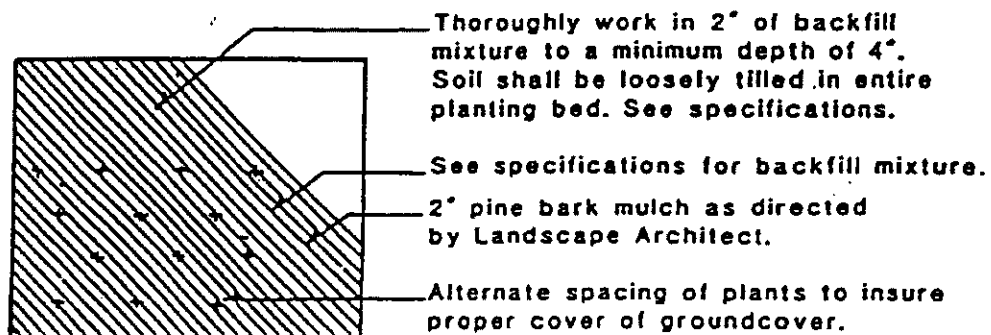 Thoroughly work in 2" of backfill
mixture to a minimum depth of 4".
Soil shall be loosely tilled in entire
planting bed. See specifications.
See specifications for backfill mixture.
2" pine bark mulch as directed
by Landscape Architect.
Alternate spacing of plants to insure
proper cover of groundcover.